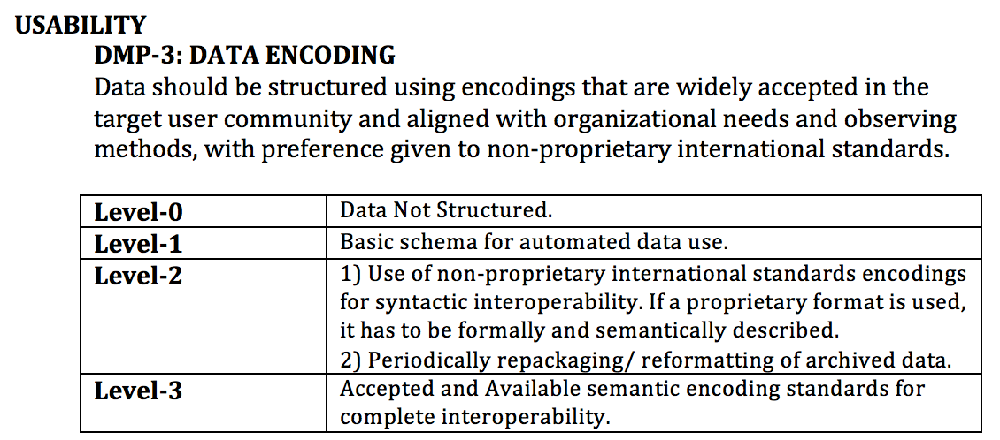 USABILITY
DMP-3: DATA ENCODING
Data should be structured using encodings that are widely accepted in the
target user community and aligned with organizational needs and observing
methods, with preference given to non-proprietary international standards.
Level-0 Data Not Structured.
Level-1 Basic schema for automated data use.
Level-2 1) Use of non-proprietary international standards encodings
for syntactic interoperability. If a proprietary format is used,
it has to be formally and semantically described.
2) Periodically repackaging/ reformatting of archived data.
Level-3 Accepted and Available semantic encoding standards for
complete interoperability.